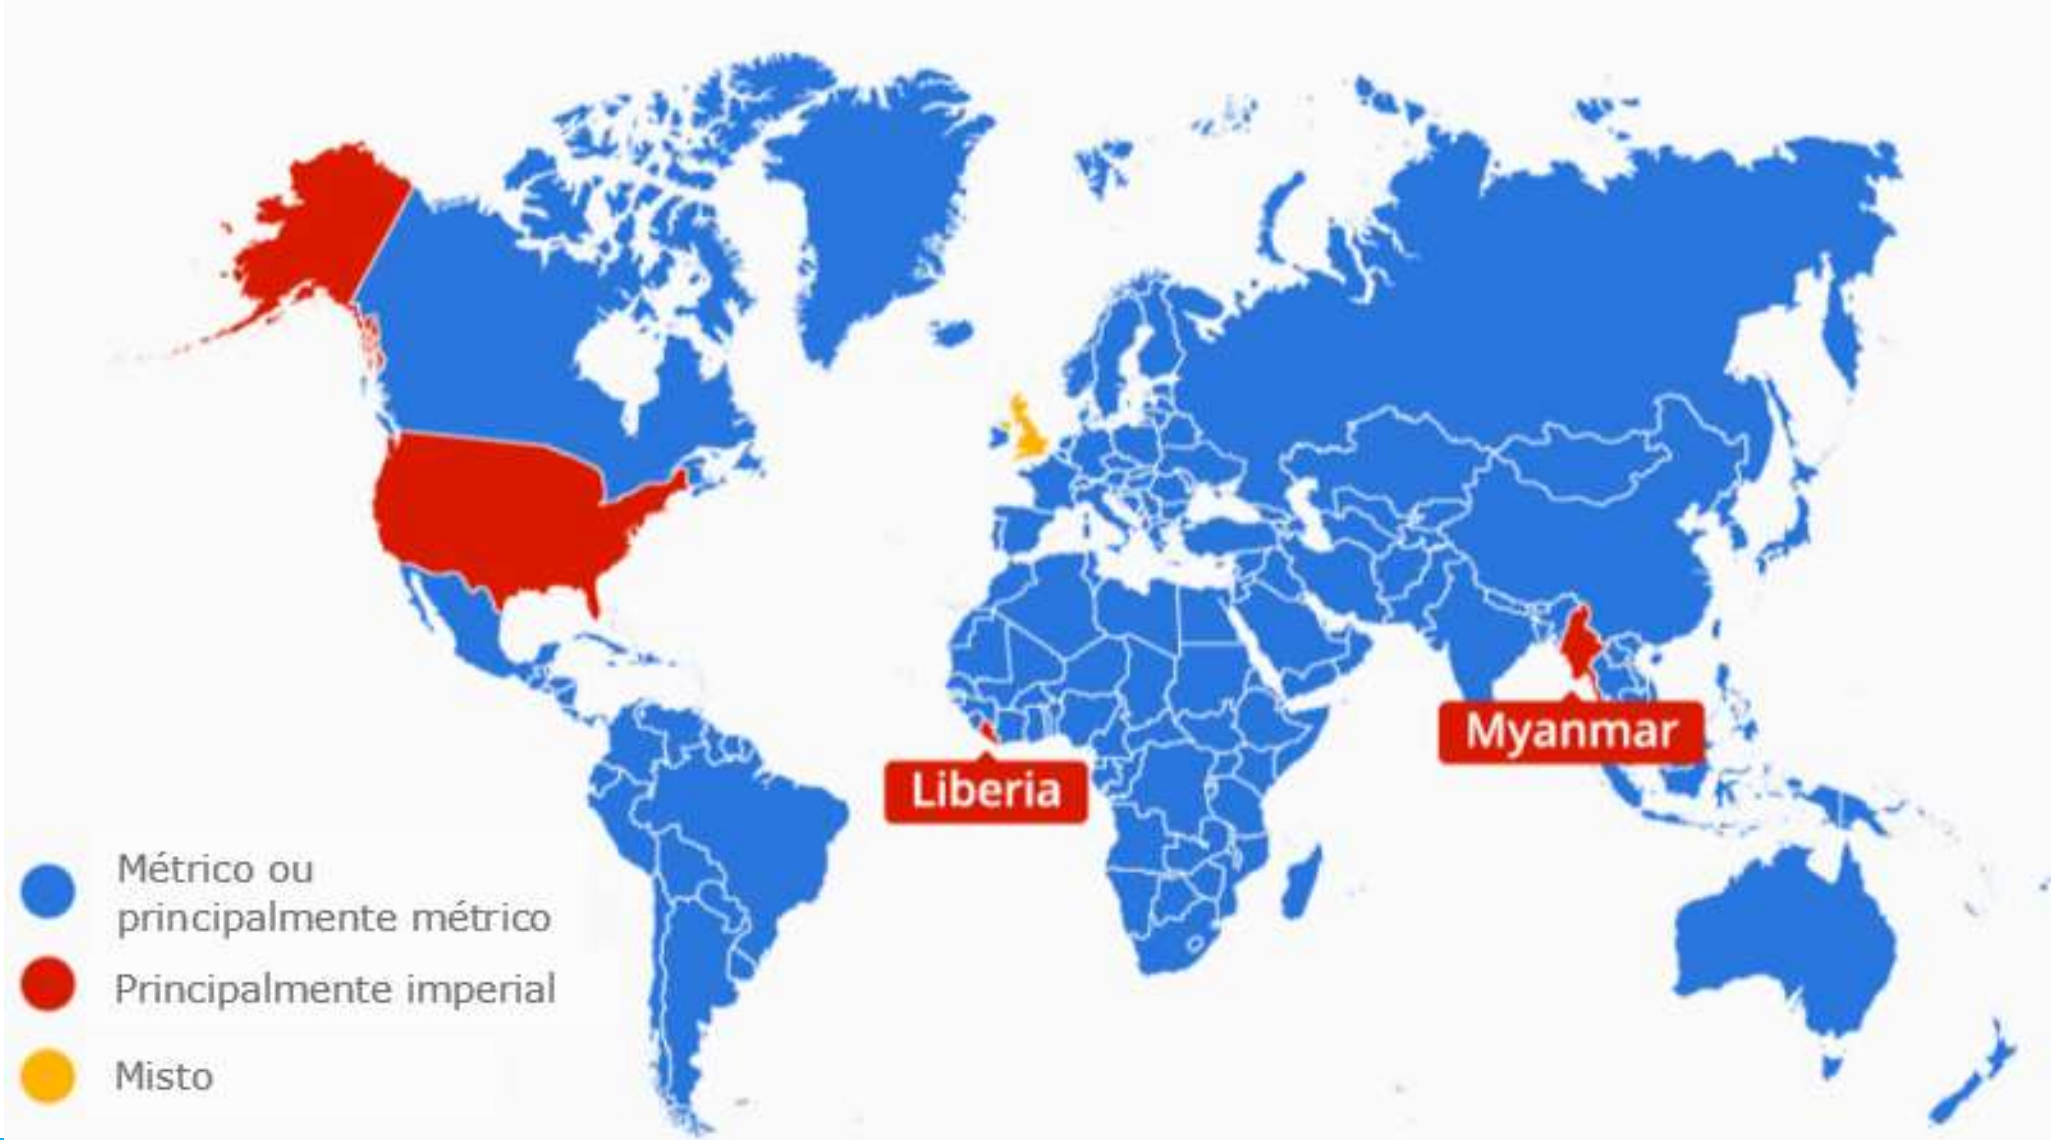 Myanmar
Liberia
Métrico ou
principalmente métrico
Principalmente imperial
Misto